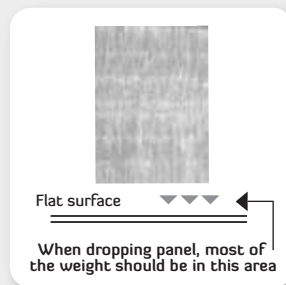 Flat surface
When dropping panel, most of
the weight should be in this area